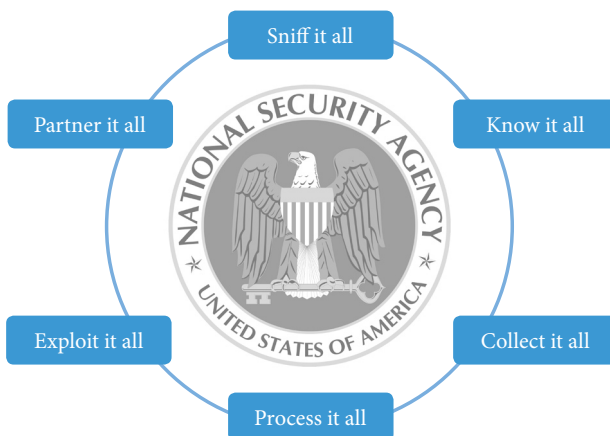 Sniff it all
Partner it all
Know it all
NATIONAL SECURITY AGENCY
UNITED STATES OF AMERICA
Exploit it all
Collect it all
Process it all